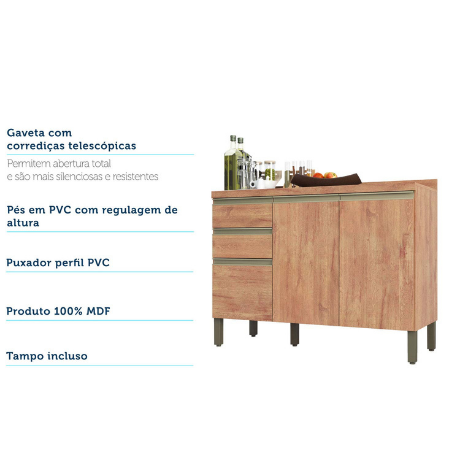 Gaveta com
corrediças telescópicas
Permitem abertura total
e são mais silenciosas e resistentes
Pés em PVC com regulagem de
altura
Puxador perfil PVC
Produto 100% MDF
Tampo incluso